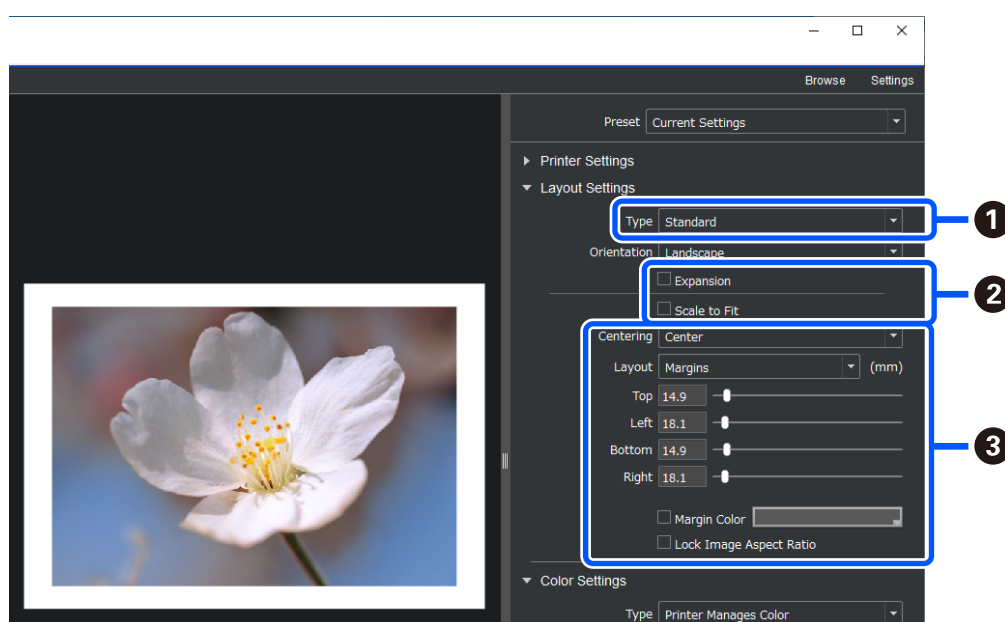 Browse Settings
Preset Current Settings
Printer Settings
Layout Settings
Type Standard
1
Orientation Landscape
Expansion
2
Scale to Fit
Centering Center
Layout Margins (mm)
Top 14.9
Left 18.1
3
Bottom 14.9
Right 18.1
Margin Color
Lock Image Aspect Ratio
Color Settings
Type Printer Manages Color